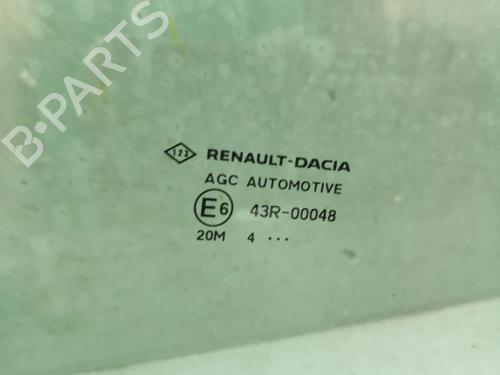 B-PARTS
123 RENAULT-DACIA
AGC AUTOMOTIVE
E6 43R-00048
20M 4 ...